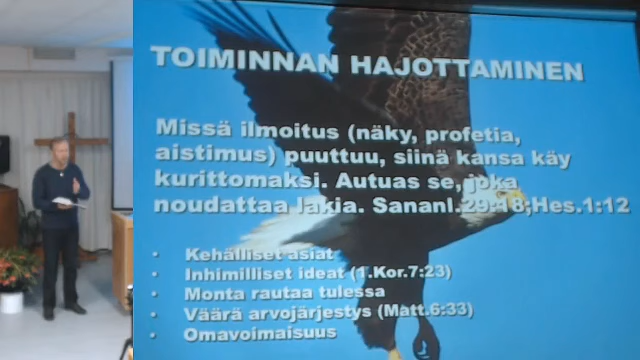 TOIMINNAN HAJOTTAMINEN
Missä ilmoitus (näky, profetia,
aistimus) puuttuu, siinä kansa käy
kurittomaksi. Autuas se, joka
noudattaa lakia. Sananl.29:18;Hes.1:12
• Kehälliset asiat
• Inhimilliset ideat (1.Kor.7:23)
• Monta rautaa tulessa
• Väärä arvojärjestys (Matt.6:33)
• Omavoimaisuus